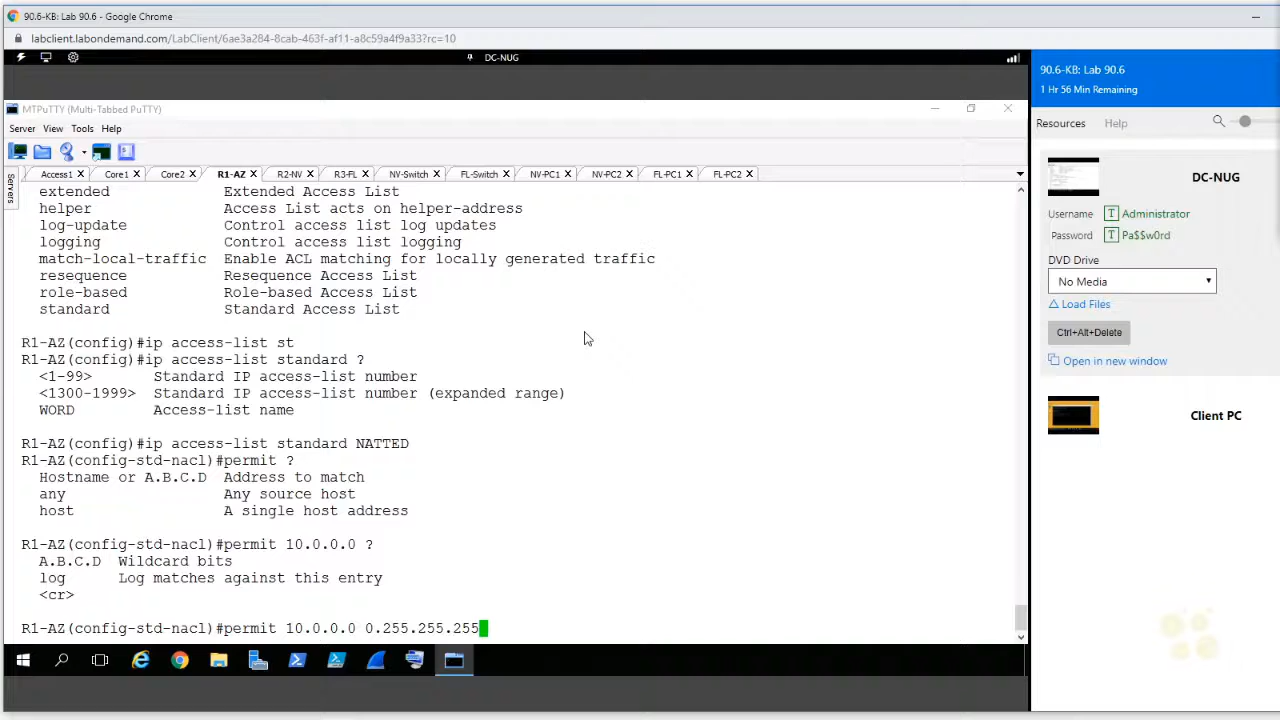 90.6-KB: Lab 90.6 - Google Chrome
labclient.labondemand.com/LabClient/6ae3a284-8cab-463f-af11-a8c59a4f9a33?rc=10
DC-NUG
MTPuTTY (Multi-Tabbed PuTTY)
Server View Tools Help
Servers
Access1 Core1 Core2 R1-AZ R2-NV R3-FL NV-Switch FL-Switch NV-PC1 NV-PC2 FL-PC1 FL-PC2
extended Extended Access List
helper Access List acts on helper-address
log-update Control access list log updates
logging Control access list logging
match-local-traffic Enable ACL matching for locally generated traffic
resequence Resequence Access List
role-based Role-based Access List
standard Standard Access List
R1-AZ(config)#ip access-list st
R1-AZ(config)#ip access-list standard ?
<1-99> Standard IP access-list number
<1300-1999> Standard IP access-list number (expanded range)
WORD Access-list name
R1-AZ(config)#ip access-list standard NATTED
R1-AZ(config-std-nacl)#permit ?
Hostname or A.B.C.D Address to match
any Any source host
host A single host address
R1-AZ(config-std-nacl)#permit 10.0.0.0 ?
A.B.C.D Wildcard bits
log Log matches against this entry
<cr>
R1-AZ(config-std-nacl)#permit 10.0.0.0 0.255.255.255
90.6-KB: Lab 90.6
1 Hr 56 Min Remaining
Resources Help
DC-NUG
Username T Administrator
Password T Pa$$w0rd
DVD Drive
No Media
Load Files
Ctrl+Alt+Delete
Open in new window
Client PC